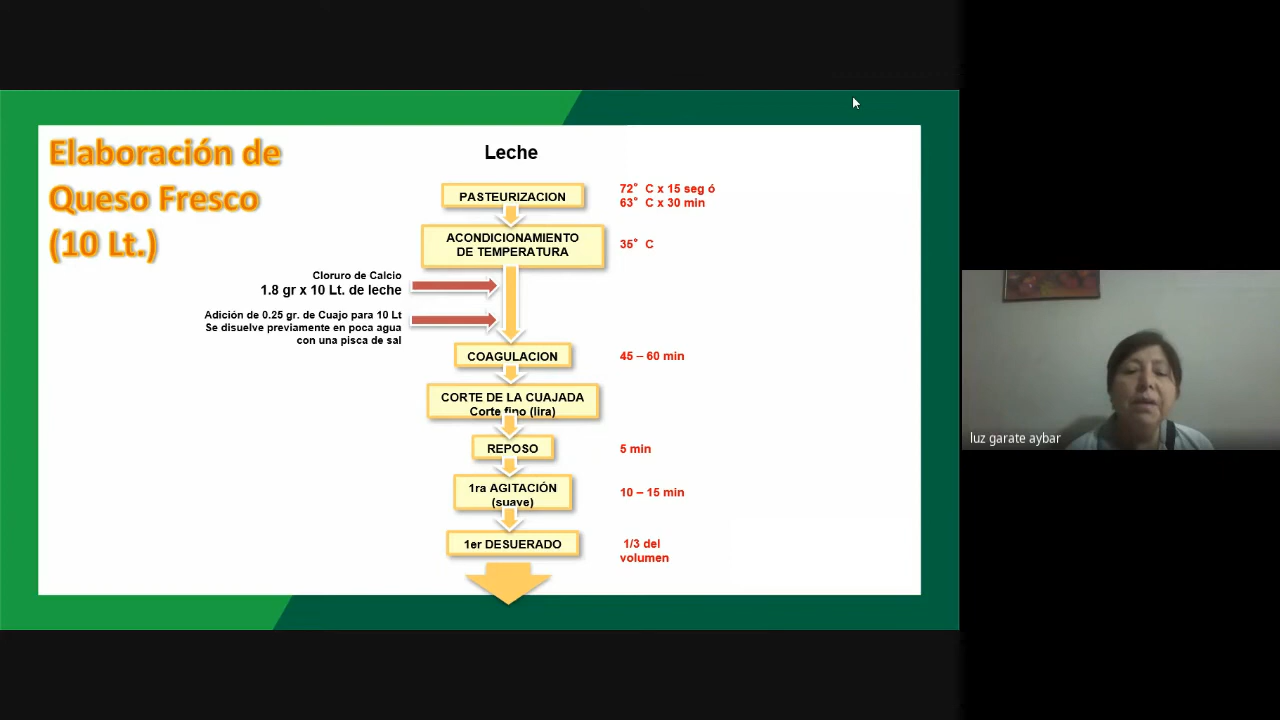 Elaboración de
Queso Fresco
(10 Lt.)
Leche
PASTEURIZACION
72° C x 15 seg ó
63° C x 30 min
ACONDICIONAMIENTO
DE TEMPERATURA
35° C
Cloruro de Calcio
1.8 gr x 10 Lt. de leche
Adición de 0.25 gr. de Cuajo para 10 Lt
Se disuelve previamente en poca agua
con una pisca de sal
COAGULACION
45 – 60 min
CORTE DE LA CUAJADA
Corte fino (lira)
REPOSO
5 min
1ra AGITACIÓN
(suave)
10 – 15 min
1er DESUERADO
1/3 del
volumen
luz garate aybar